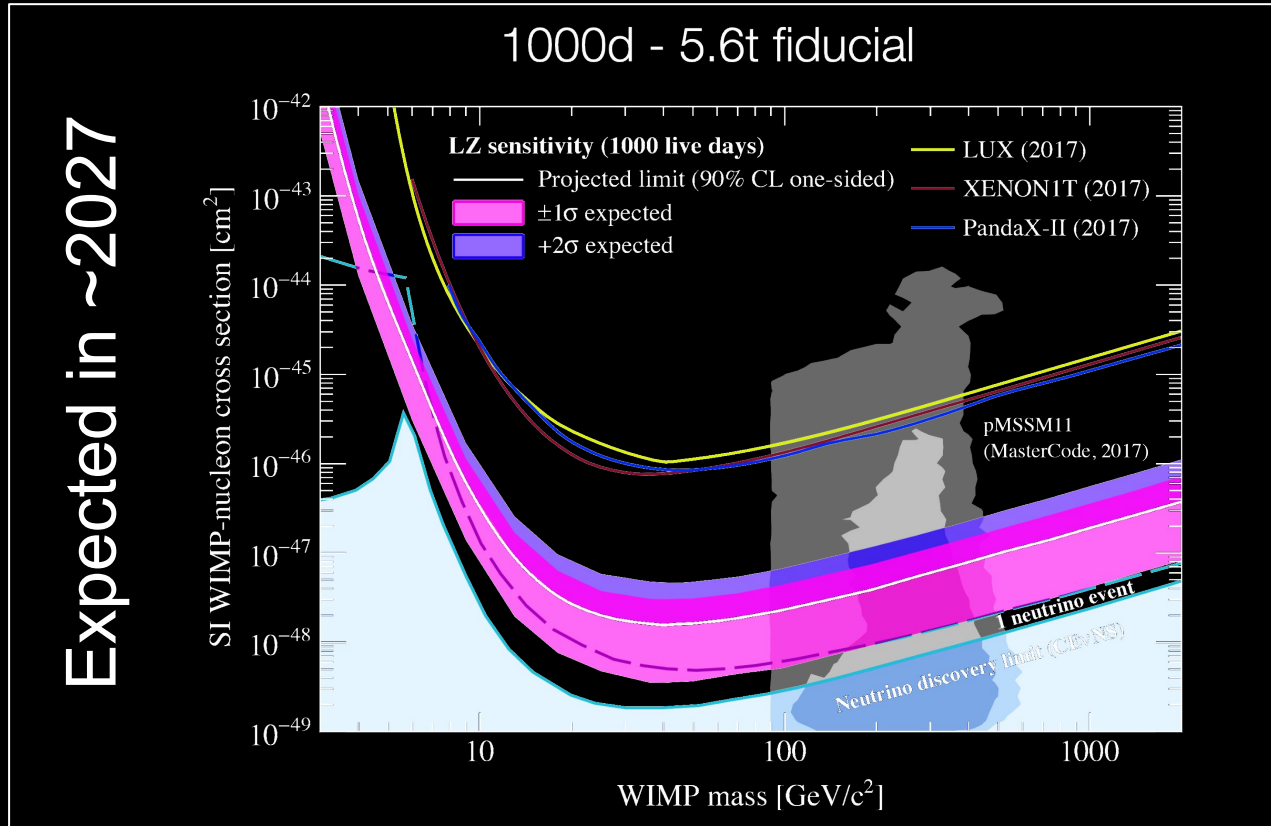 1000d - 5.6t fiducial
Expected in ~2027
SI WIMP-nucleon cross section [cm²]
10⁻⁴²
10⁻⁴³
10⁻⁴⁴
10⁻⁴⁵
10⁻⁴⁶
10⁻⁴⁷
10⁻⁴⁸
10⁻⁴⁹
LZ sensitivity (1000 live days)
Projected limit (90% CL one-sided)
±1σ expected
+2σ expected
LUX (2017)
XENON1T (2017)
PandaX-II (2017)
pMSSM11
(MasterCode, 2017)
1 neutrino event
Neutrino discovery limit (CEνNS)
10
100
1000
WIMP mass [GeV/c²]